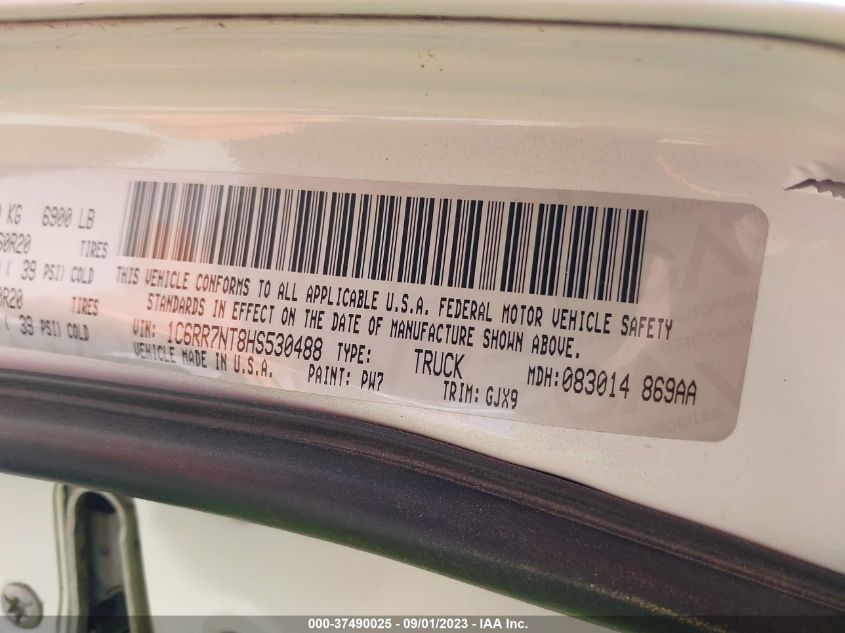 KG 6900 LB
60R20 TIRES
( 39 PSI) COLD
0R20 TIRES
( 39 PSI) COLD
THIS VEHICLE CONFORMS TO ALL APPLICABLE U.S.A. FEDERAL MOTOR VEHICLE SAFETY
STANDARDS IN EFFECT ON THE DATE OF MANUFACTURE SHOWN ABOVE.
VIN: 1C6RR7NT8HS530488 TYPE: TRUCK MDH:083014 869AA
VEHICLE MADE IN U.S.A. PAINT: PW7 TRIM:GJX9
000-37490025 - 09/01/2023 - IAA Inc.